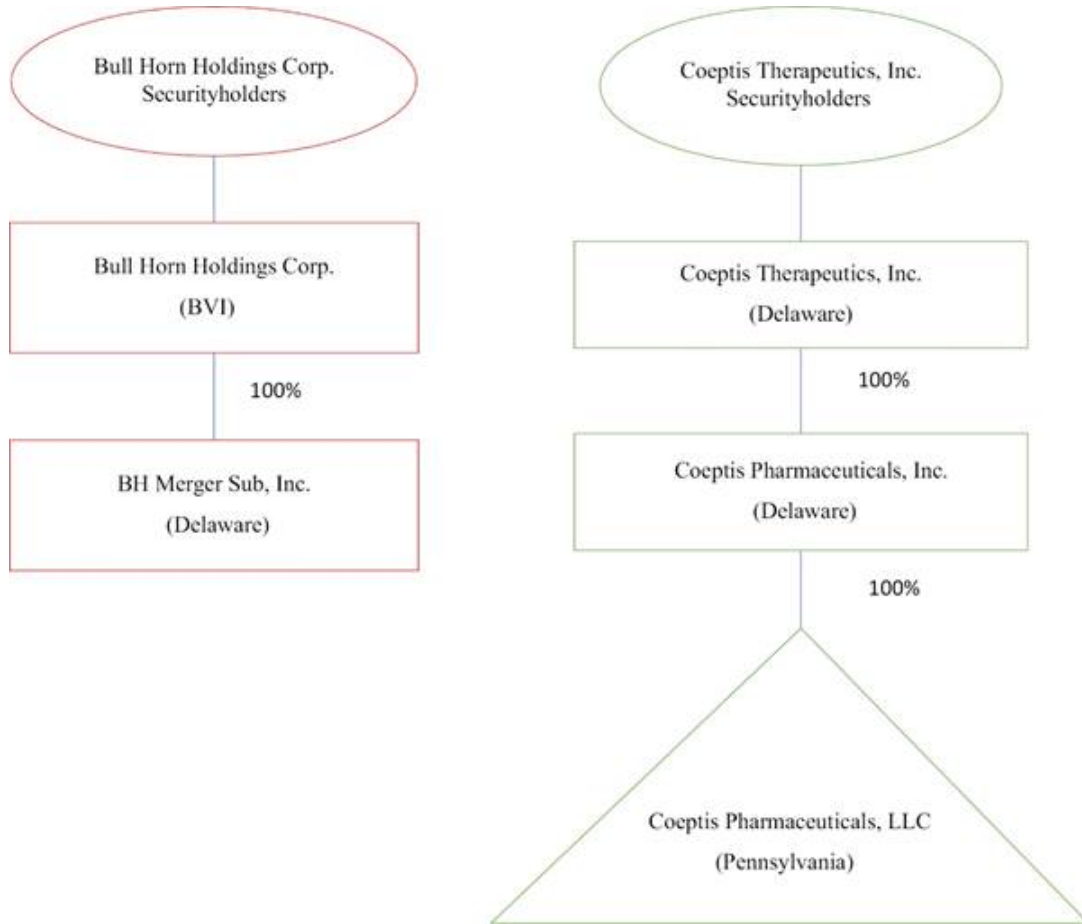 Bull Horn Holdings Corp.
Securityholders
Bull Horn Holdings Corp.
(BVI)
100%
BH Merger Sub, Inc.
(Delaware)
Coeptis Therapeutics, Inc.
Securityholders
Coeptis Therapeutics, Inc.
(Delaware)
100%
Coeptis Pharmaceuticals, Inc.
(Delaware)
100%
Coeptis Pharmaceuticals, LLC
(Pennsylvania)